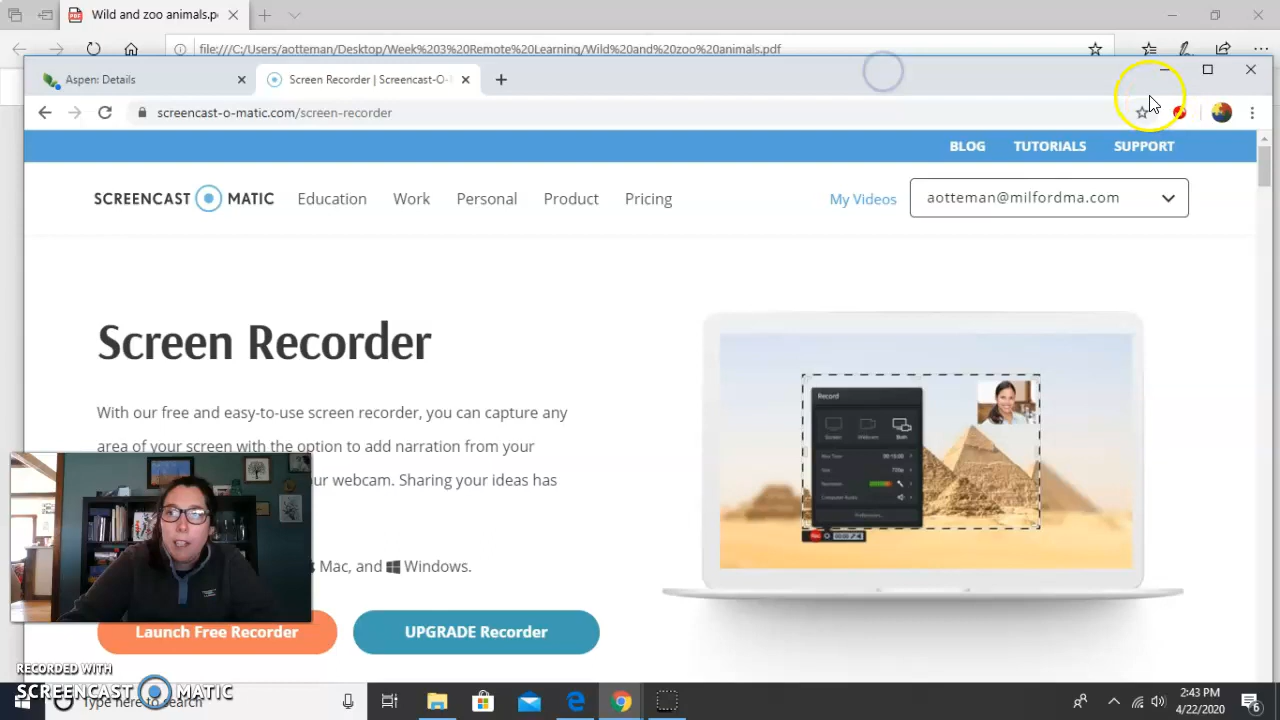 Wild and zoo animals.p
file:///C:/Users/aotteman/Desktop/Week%203%20Remote%20Learning/Wild%20and%20zoo%20animals.pdf
Aspen: Details
Screen Recorder | Screencast-O-
screencast-o-matic.com/screen-recorder
BLOG TUTORIALS SUPPORT
SCREENCAST MATIC Education Work Personal Product Pricing My Videos aotteman@milfordma.com
Screen Recorder
With our free and easy-to-use screen recorder, you can capture any
area of your screen with the option to add narration from your
our webcam. Sharing your ideas has
Mac, and Windows.
Launch Free Recorder UPGRADE Recorder
Record
RECORDED WITH
SCREENCAST MATIC
Type here to search
2:43 PM
4/22/2020
6